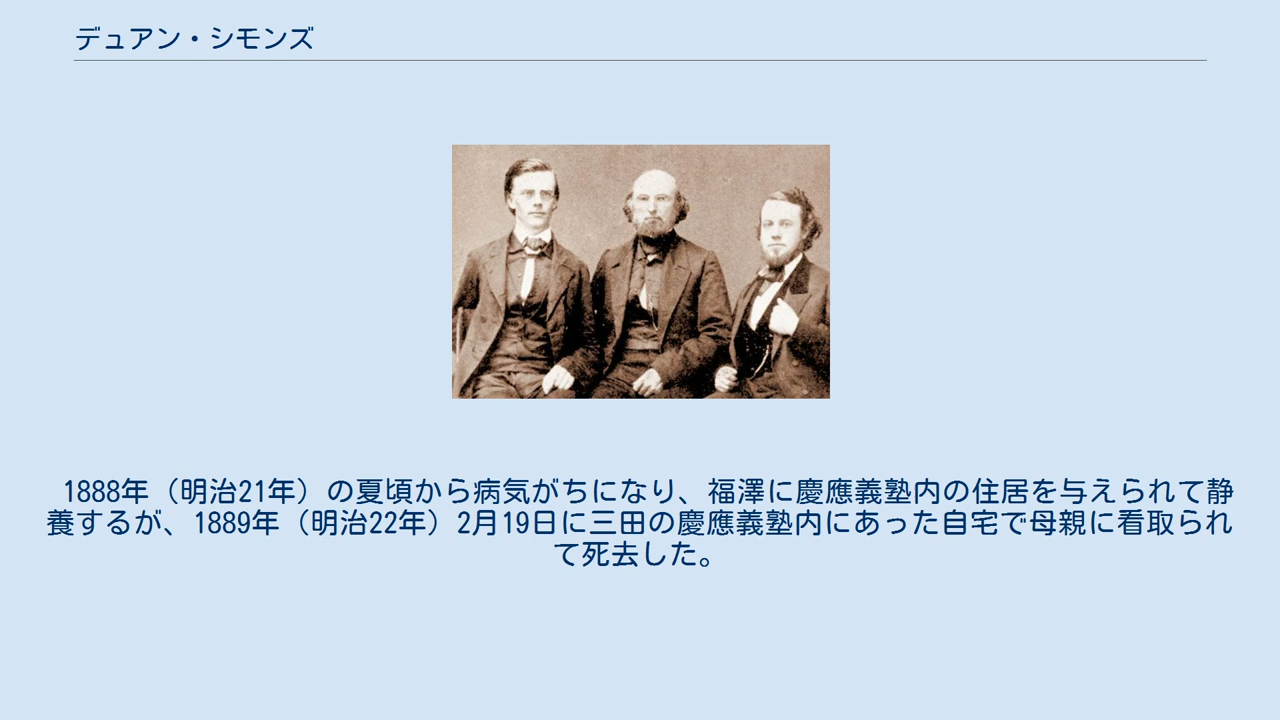 デュアン・シモンズ
1888年（明治21年）の夏頃から病気がちになり、福澤に慶應義塾内の住居を与えられて静
養するが、1889年（明治22年）2月19日に三田の慶應義塾内にあった自宅で母親に看取られ
て死去した。